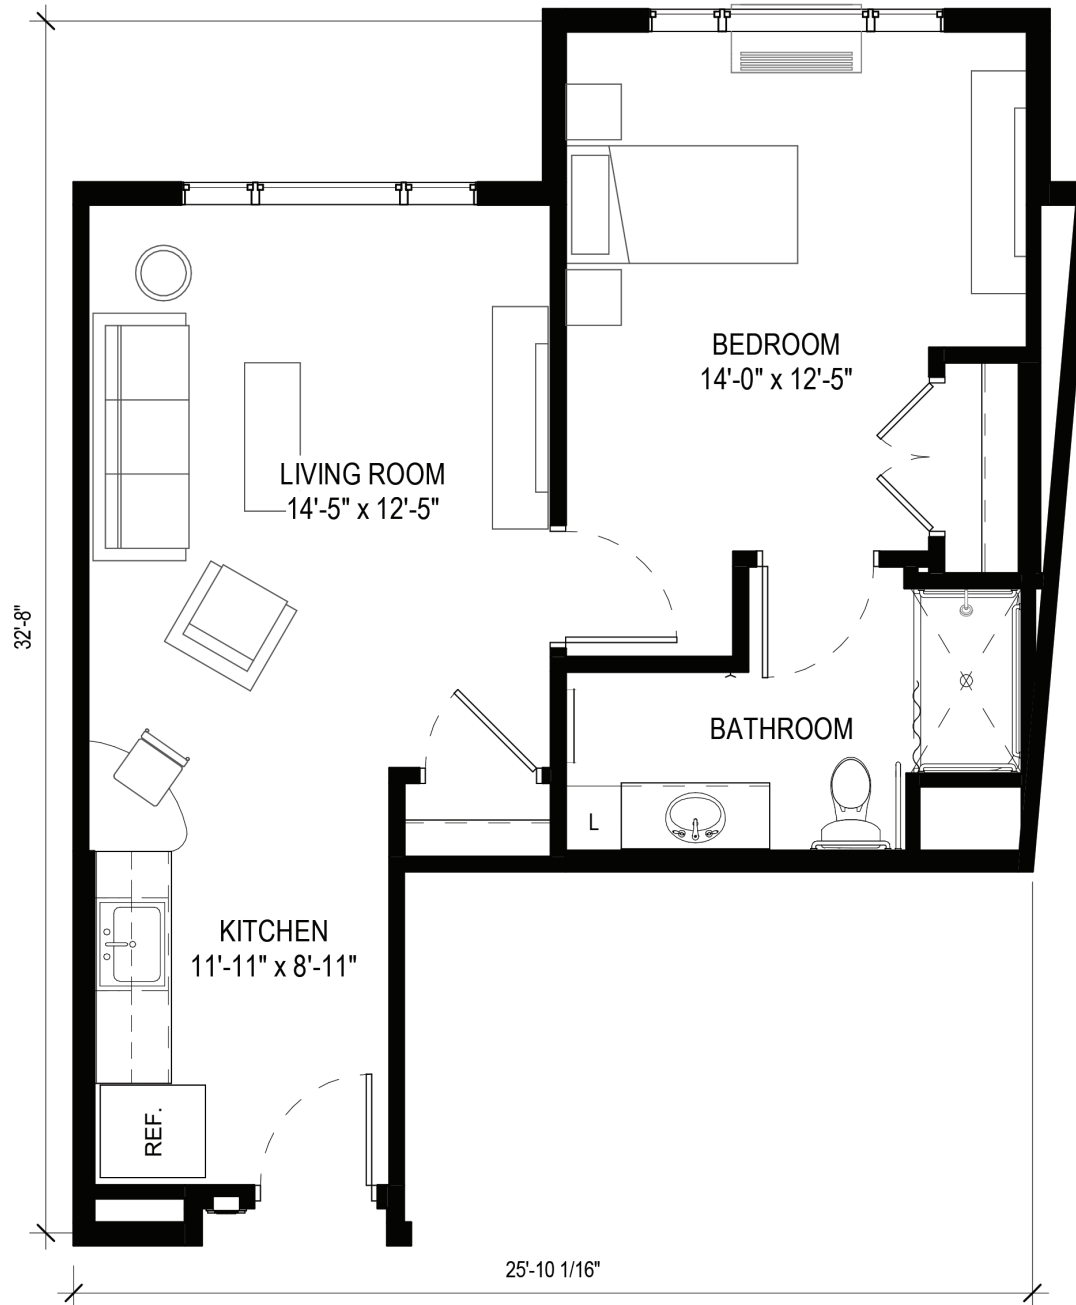 BEDROOM
14'-0" x 12'-5"
LIVING ROOM
14'-5" x 12'-5"
32'-8"
BATHROOM
L
KITCHEN
11'-11" x 8'-11"
REF.
25'-10 1/16"